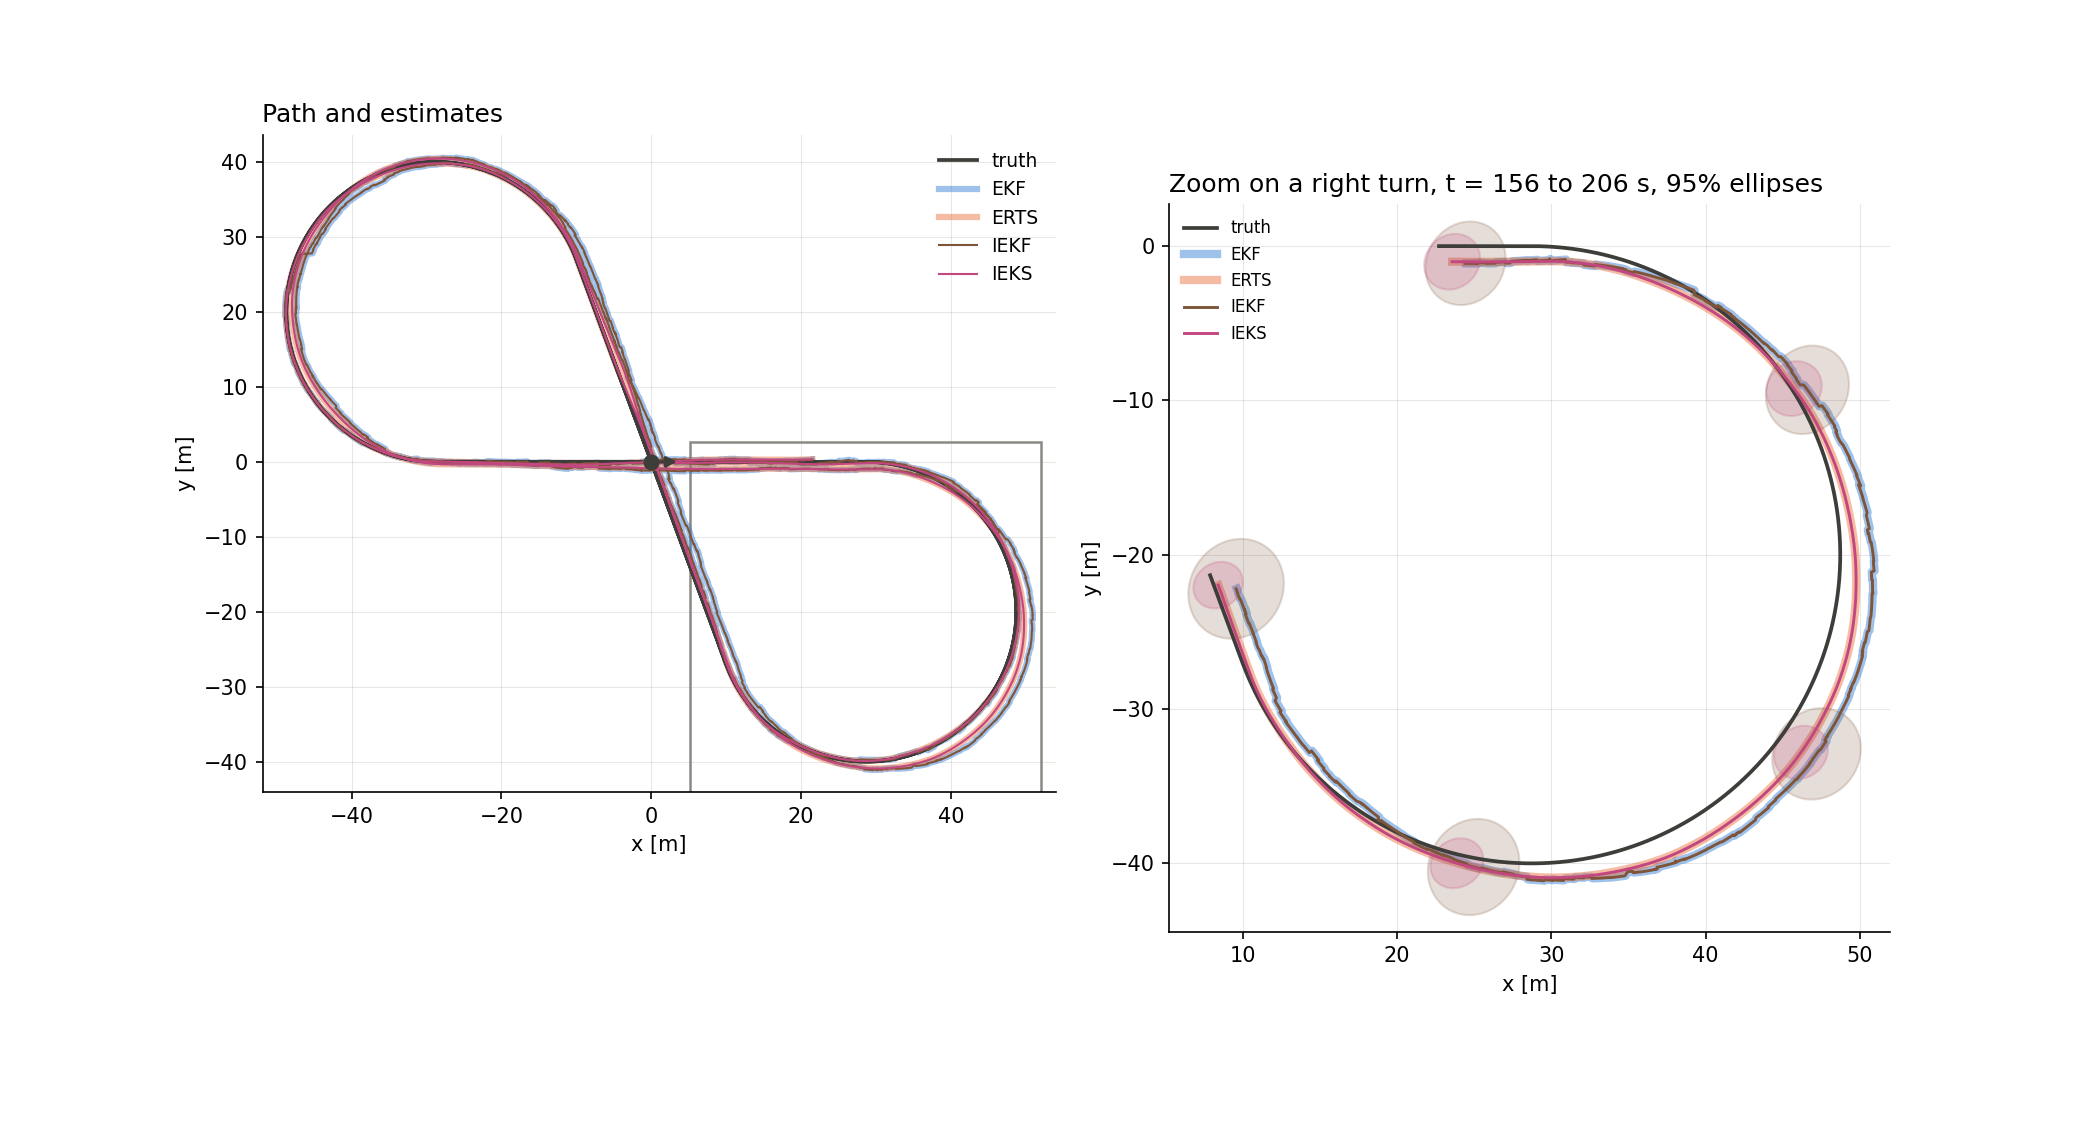 Path and estimates
40
30
20
10
0
−10
−20
−30
−40
y [m]
−40
−20
0
20
40
x [m]
truth
EKF
ERTS
IEKF
IEKS
Zoom on a right turn, t = 156 to 206 s, 95% ellipses
truth
EKF
ERTS
IEKF
IEKS
0
−10
−20
−30
−40
y [m]
10
20
30
40
50
x [m]